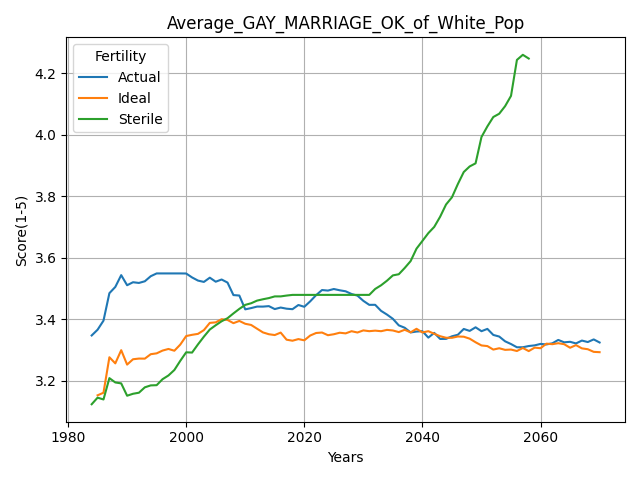 Average_GAY_MARRIAGE_OK_of_White_Pop
Fertility
Actual
Ideal
Sterile
Score(1-5)
4.2
4.0
3.8
3.6
3.4
3.2
1980 2000 2020 2040 2060
Years